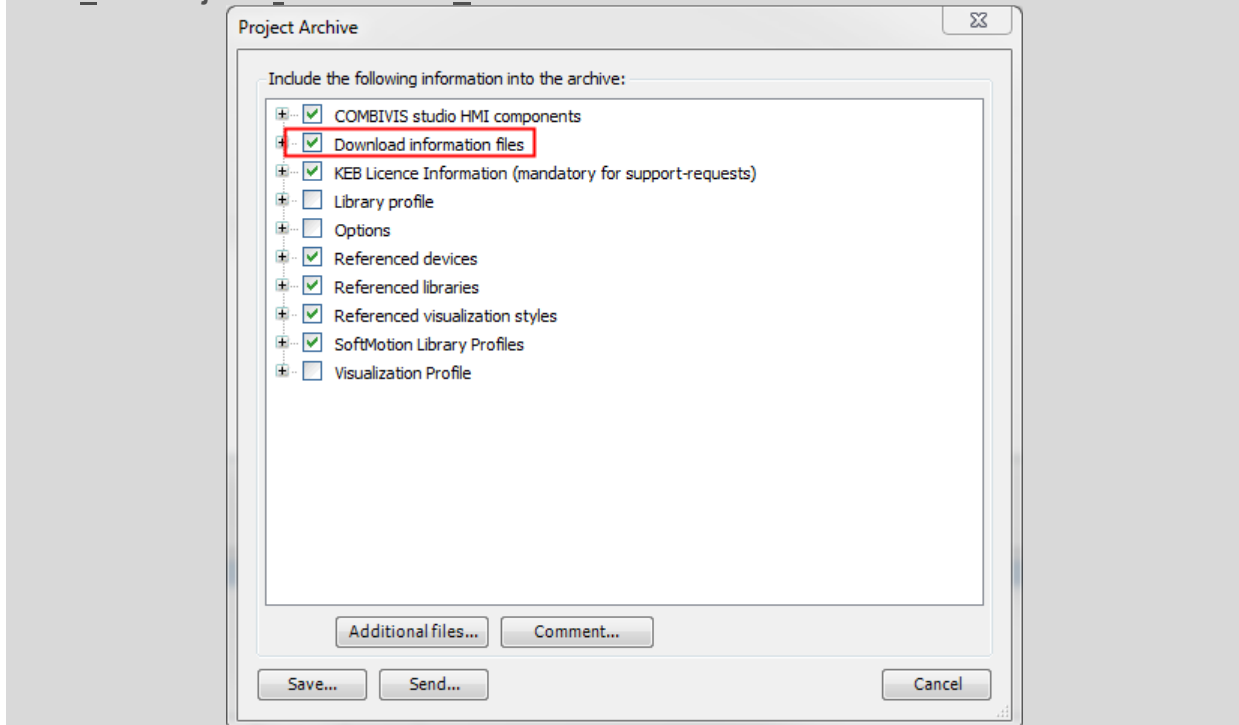 Project Archive
Include the following information into the archive:
COMBIVIS studio HMI components
Download information files
KEB Licence Information (mandatory for support-requests)
Library profile
Options
Referenced devices
Referenced libraries
Referenced visualization styles
SoftMotion Library Profiles
Visualization Profile
Additional files... Comment...
Save... Send... Cancel